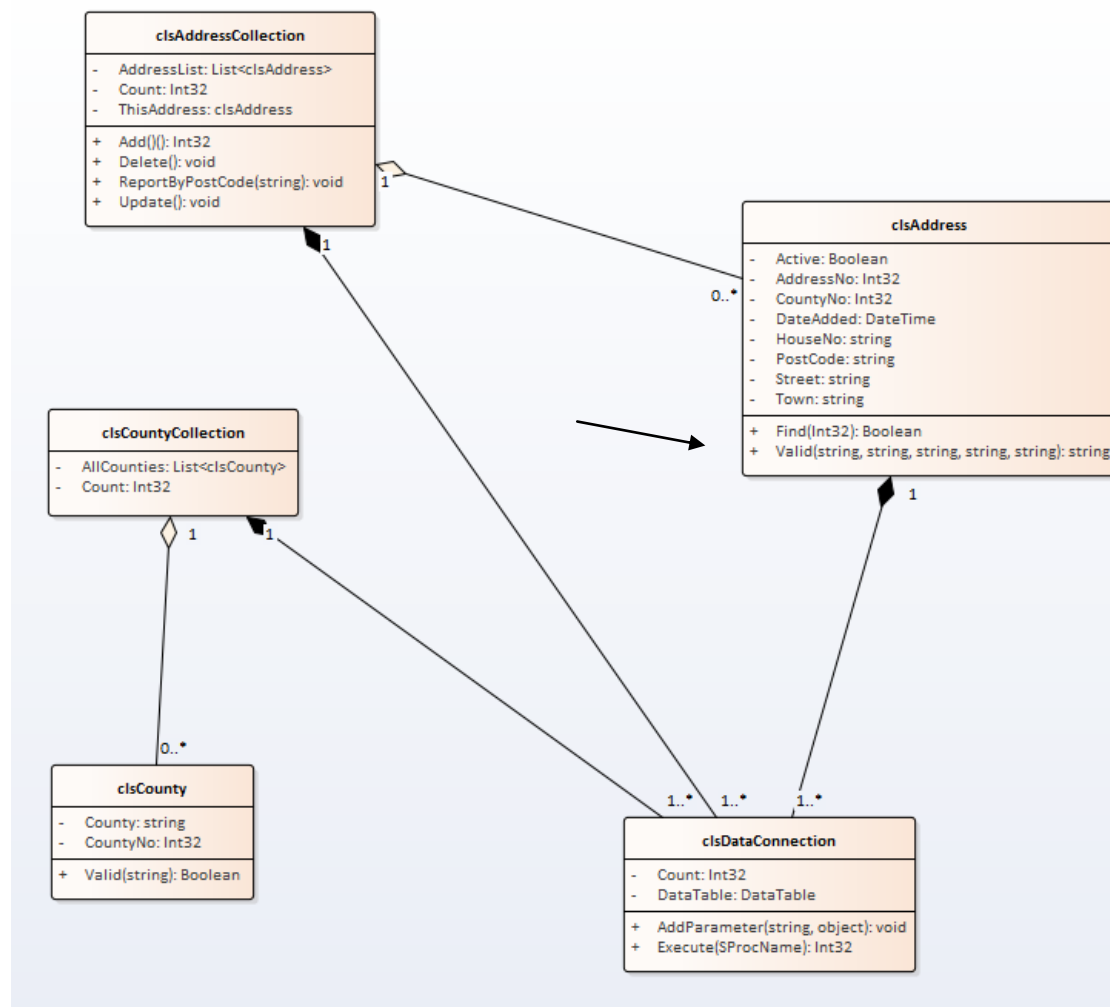 clsAddressCollection
- AddressList: List<clsAddress>
- Count: Int32
- ThisAddress: clsAddress
+ Add()(): Int32
+ Delete(): void
+ ReportByPostCode(string): void
+ Update(): void
1
1
0..*
clsAddress
- Active: Boolean
- AddressNo: Int32
- CountyNo: Int32
- DateAdded: DateTime
- HouseNo: string
- PostCode: string
- Street: string
- Town: string
+ Find(Int32): Boolean
+ Valid(string, string, string, string, string): string
1
clsCountyCollection
- AllCounties: List<clsCounty>
- Count: Int32
1
1
0..*
clsCounty
- County: string
- CountyNo: Int32
+ Valid(string): Boolean
1..*
1..*
1..*
clsDataConnection
- Count: Int32
- DataTable: DataTable
+ AddParameter(string, object): void
+ Execute(SProcName): Int32